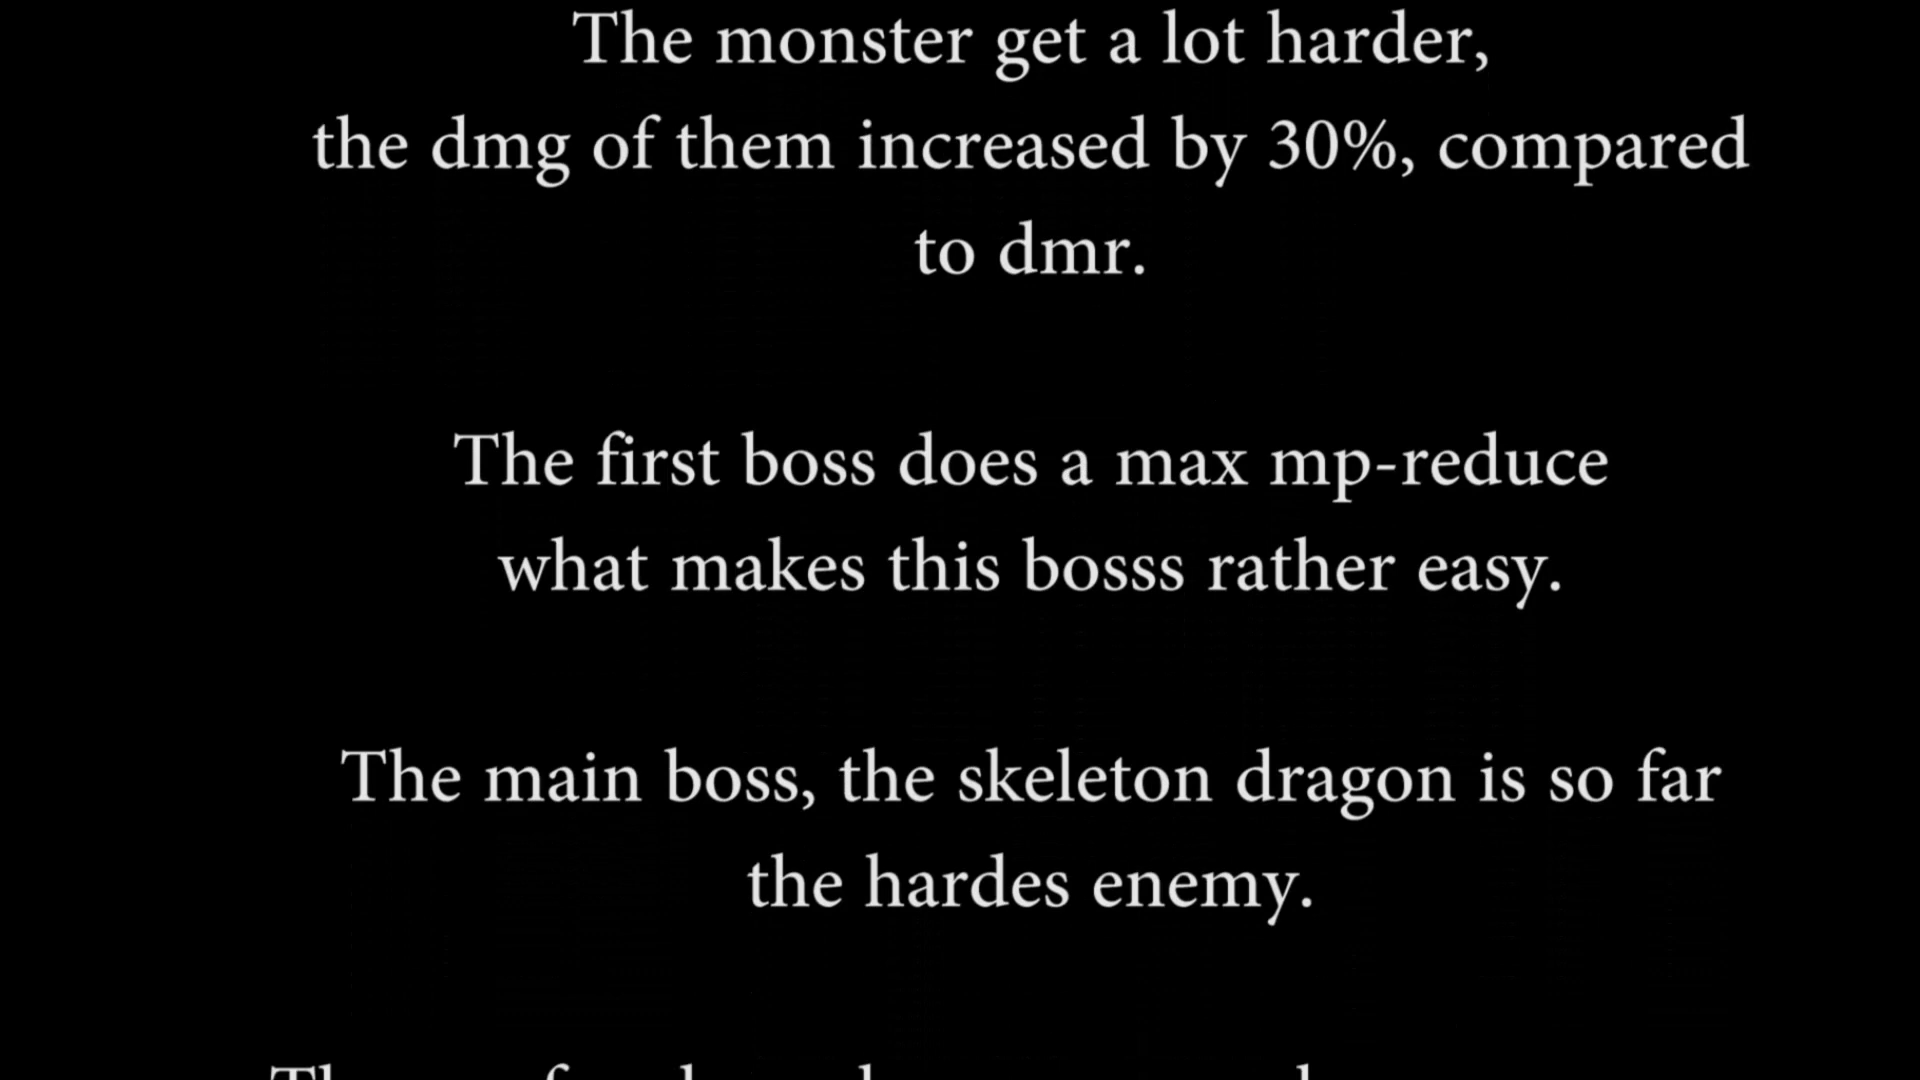 The monster get a lot harder,
the dmg of them increased by 30%, compared
to dmr.
The first boss does a max mp-reduce
what makes this bosss rather easy.
The main boss, the skeleton dragon is so far
the hardes enemy.